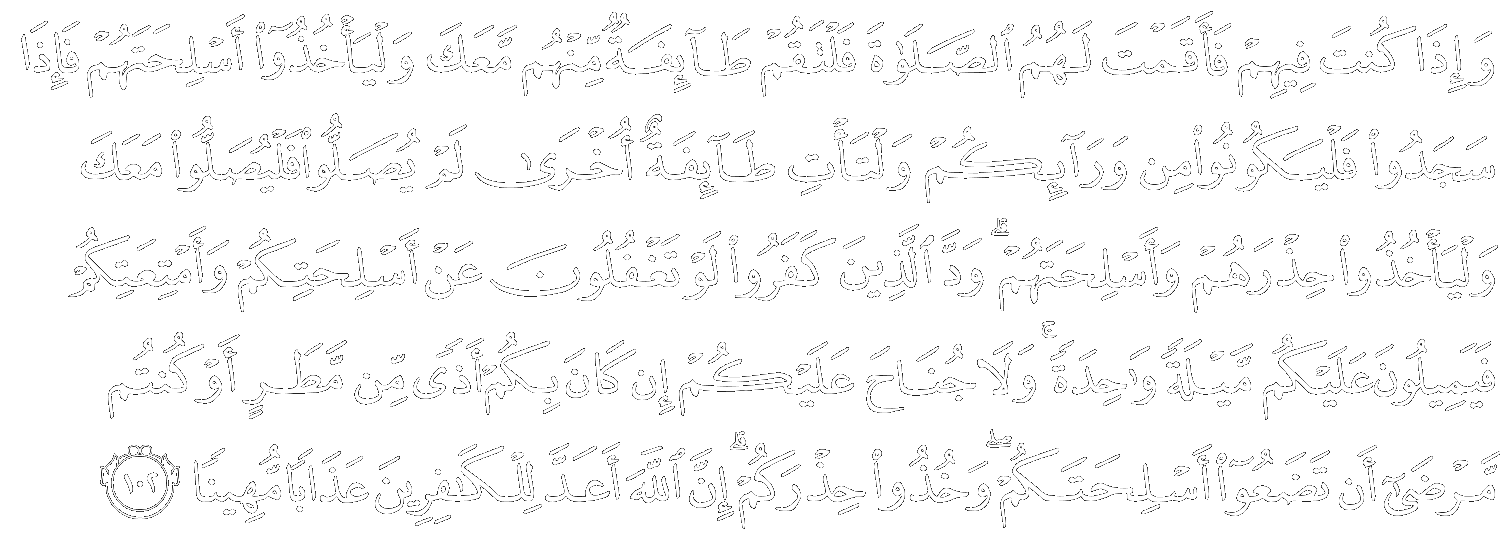 وَإِذَا كُنتَ فِيهِمْ فَأَقَمْتَ لَهُمُ ٱلصَّلَوٰةَ فَلْتَقُمْ طَآئِفَةٌ مِّنْهُم مَّعَكَ وَلْيَأْخُذُوٓا۟ أَسْلِحَتَهُمْ فَإِذَا
سَجَدُوا۟ فَلْيَكُونُوا۟ مِن وَرَآئِكُمْ وَلْتَأْتِ طَآئِفَةٌ أُخْرَىٰ لَمْ يُصَلُّوا۟ فَلْيُصَلُّوا۟ مَعَكَ
وَلْيَأْخُذُوا۟ حِذْرَهُمْ وَأَسْلِحَتَهُمْ ۗ وَدَّ ٱلَّذِينَ كَفَرُوا۟ لَوْ تَغْفُلُونَ عَنْ أَسْلِحَتِكُمْ وَأَمْتِعَتِكُمْ
فَيَمِيلُونَ عَلَيْكُم مَّيْلَةً وَٰحِدَةً ۚ وَلَا جُنَاحَ عَلَيْكُمْ إِن كَانَ بِكُمْ أَذًى مِّن مَّطَرٍ أَوْ كُنتُم
مَّرْضَىٰٓ أَن تَضَعُوٓا۟ أَسْلِحَتَكُمْ ۖ وَخُذُوا۟ حِذْرَكُمْ ۗ إِنَّ ٱللَّهَ أَعَدَّ لِلْكَٰفِرِينَ عَذَابًا مُّهِينًا ١٠٢